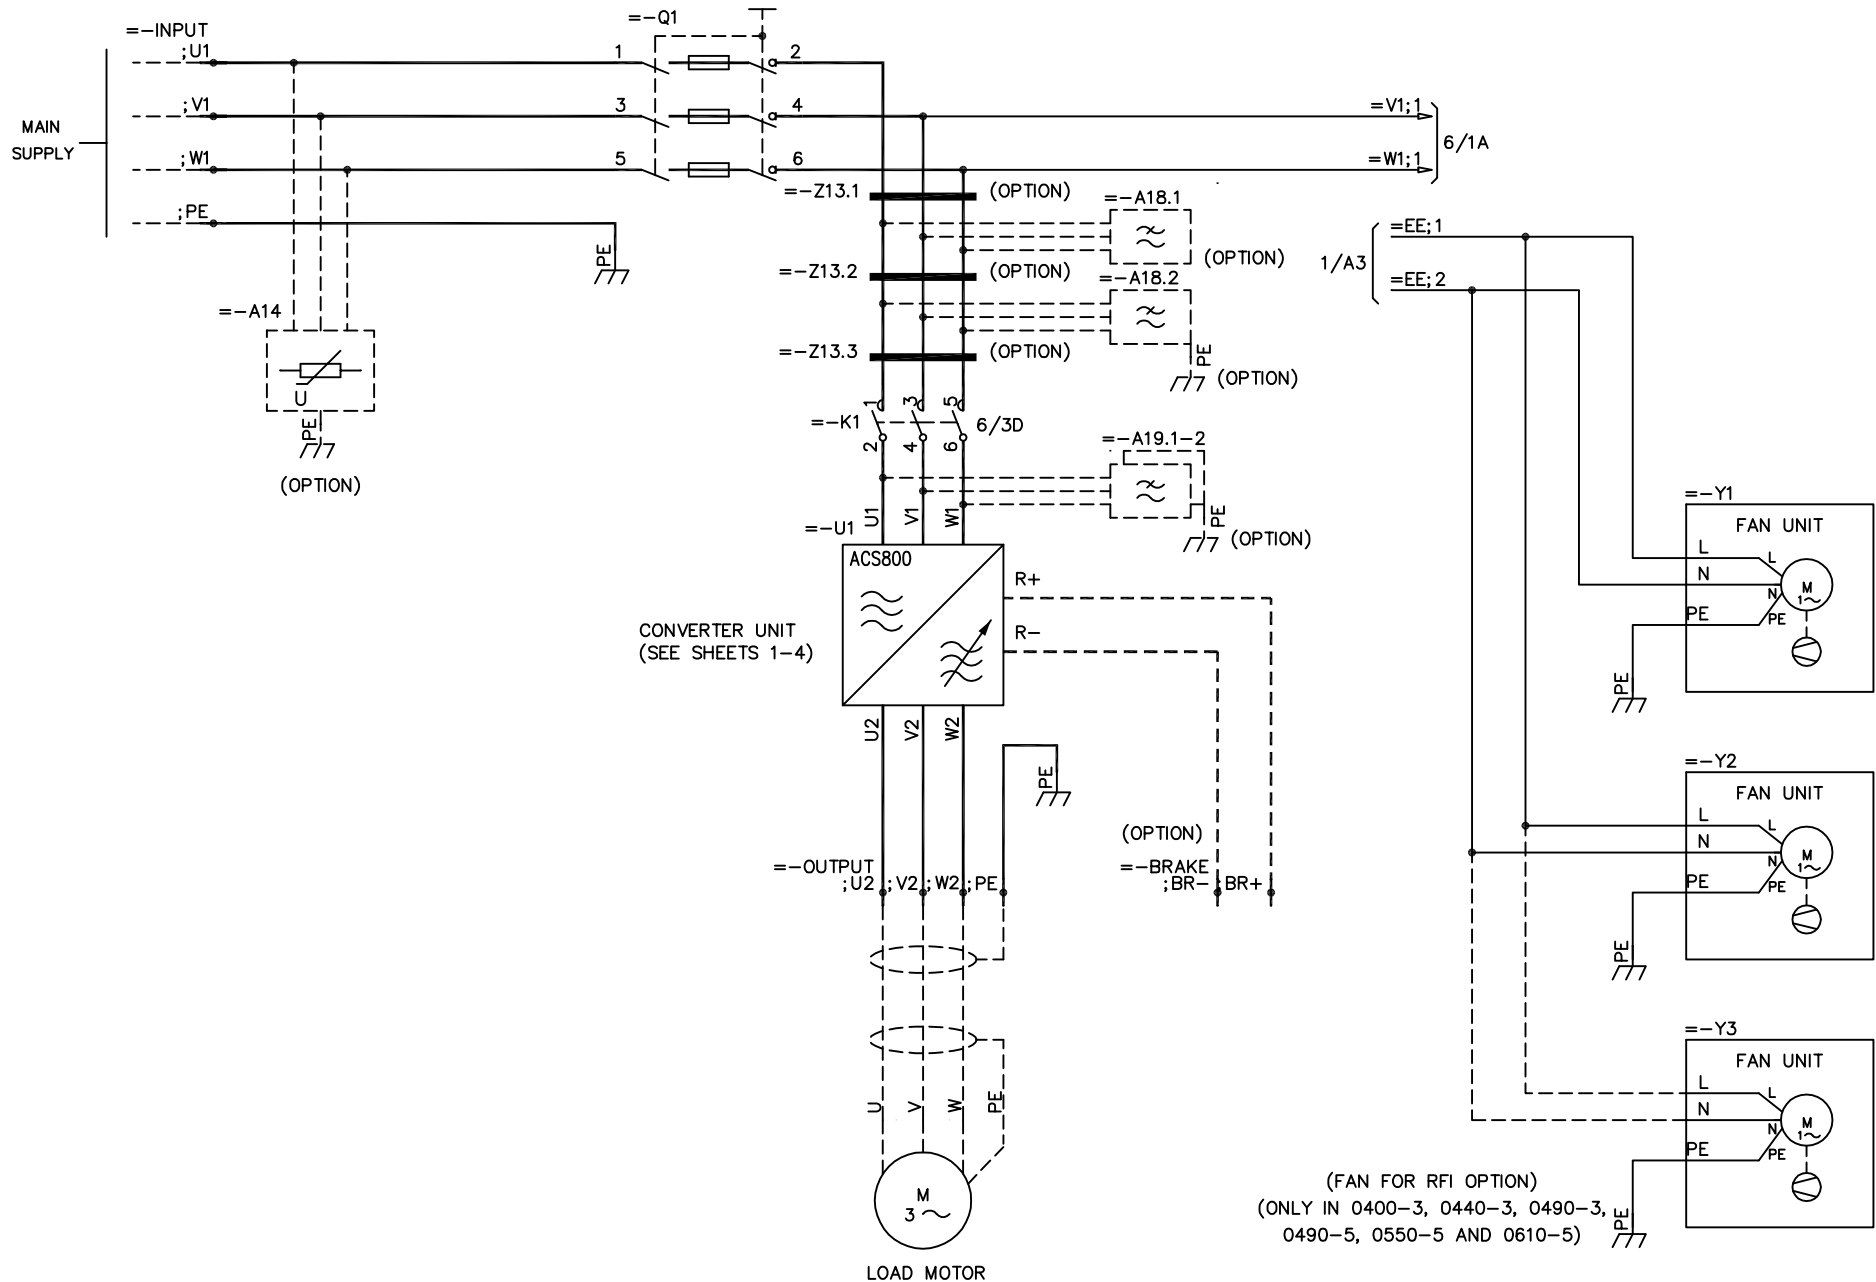 =-INPUT
;U1
;V1
;W1
;PE
MAIN
SUPPLY
=-Q1
1
2
3
4
5
6
PE
=-A14
U
PE
(OPTION)
=V1;1
=W1;1
6/1A
=-Z13.1
(OPTION)
=-A18.1
(OPTION)
=-Z13.2
(OPTION)
=-A18.2
PE
(OPTION)
=-Z13.3
(OPTION)
=-K1
1
3
5
2
4
6
6/3D
=-A19.1-2
PE
(OPTION)
=-U1
U1
V1
W1
ACS800
R+
R-
CONVERTER UNIT
(SEE SHEETS 1-4)
U2
V2
W2
PE
=-OUTPUT
;U2
;V2
;W2
;PE
(OPTION)
=-BRAKE
;BR-
;BR+
U
V
W
PE
M
3~
LOAD MOTOR
1/A3
=EE;1
=EE;2
=-Y1
FAN UNIT
L
N
PE
L
N
PE
M
1~
PE
=-Y2
FAN UNIT
L
N
PE
L
N
PE
M
1~
PE
=-Y3
FAN UNIT
L
N
PE
L
N
PE
M
1~
PE
(FAN FOR RFI OPTION)
(ONLY IN 0400-3, 0440-3, 0490-3,
0490-5, 0550-5 AND 0610-5)